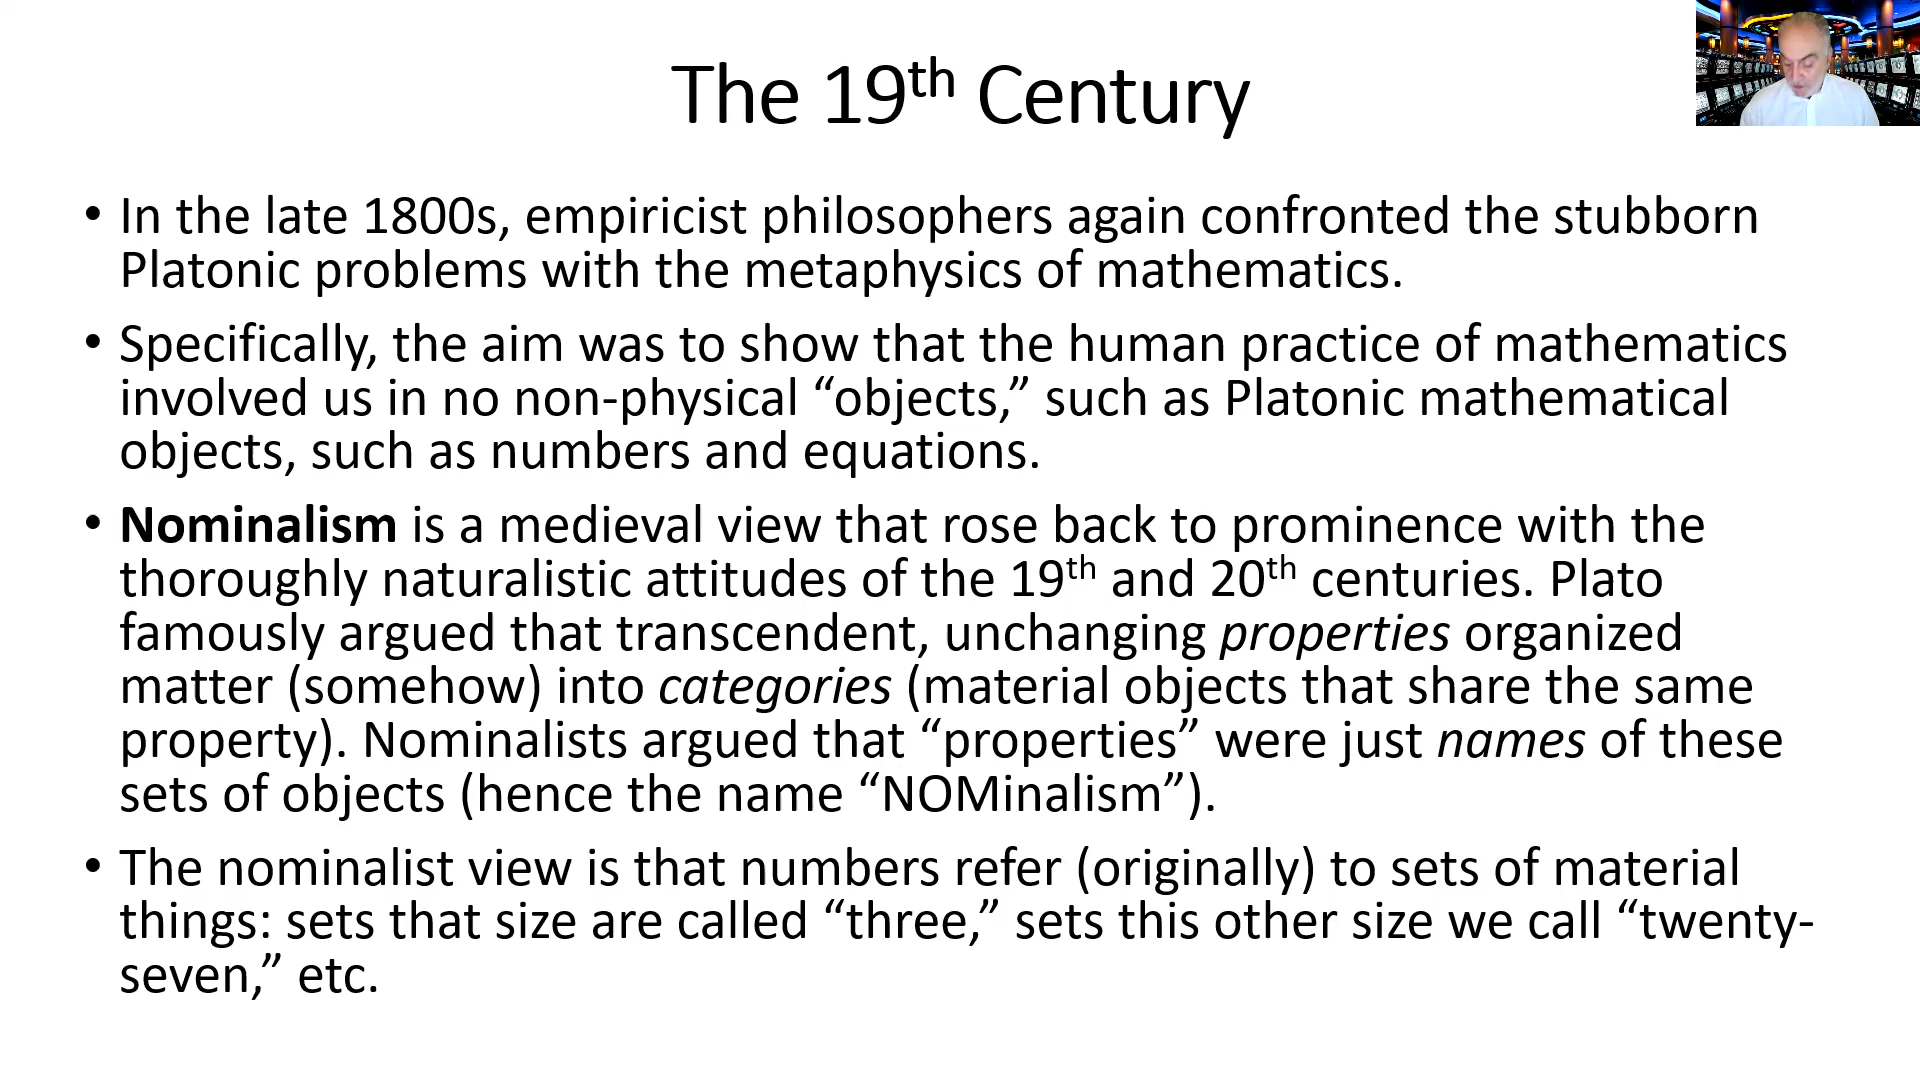 The 19th Century
• In the late 1800s, empiricist philosophers again confronted the stubborn
Platonic problems with the metaphysics of mathematics.
• Specifically, the aim was to show that the human practice of mathematics
involved us in no non-physical “objects,” such as Platonic mathematical
objects, such as numbers and equations.
• Nominalism is a medieval view that rose back to prominence with the
thoroughly naturalistic attitudes of the 19th and 20th centuries. Plato
famously argued that transcendent, unchanging properties organized
matter (somehow) into categories (material objects that share the same
property). Nominalists argued that “properties” were just names of these
sets of objects (hence the name “NOMinalism”).
• The nominalist view is that numbers refer (originally) to sets of material
things: sets that size are called “three,” sets this other size we call “twenty-
seven,” etc.